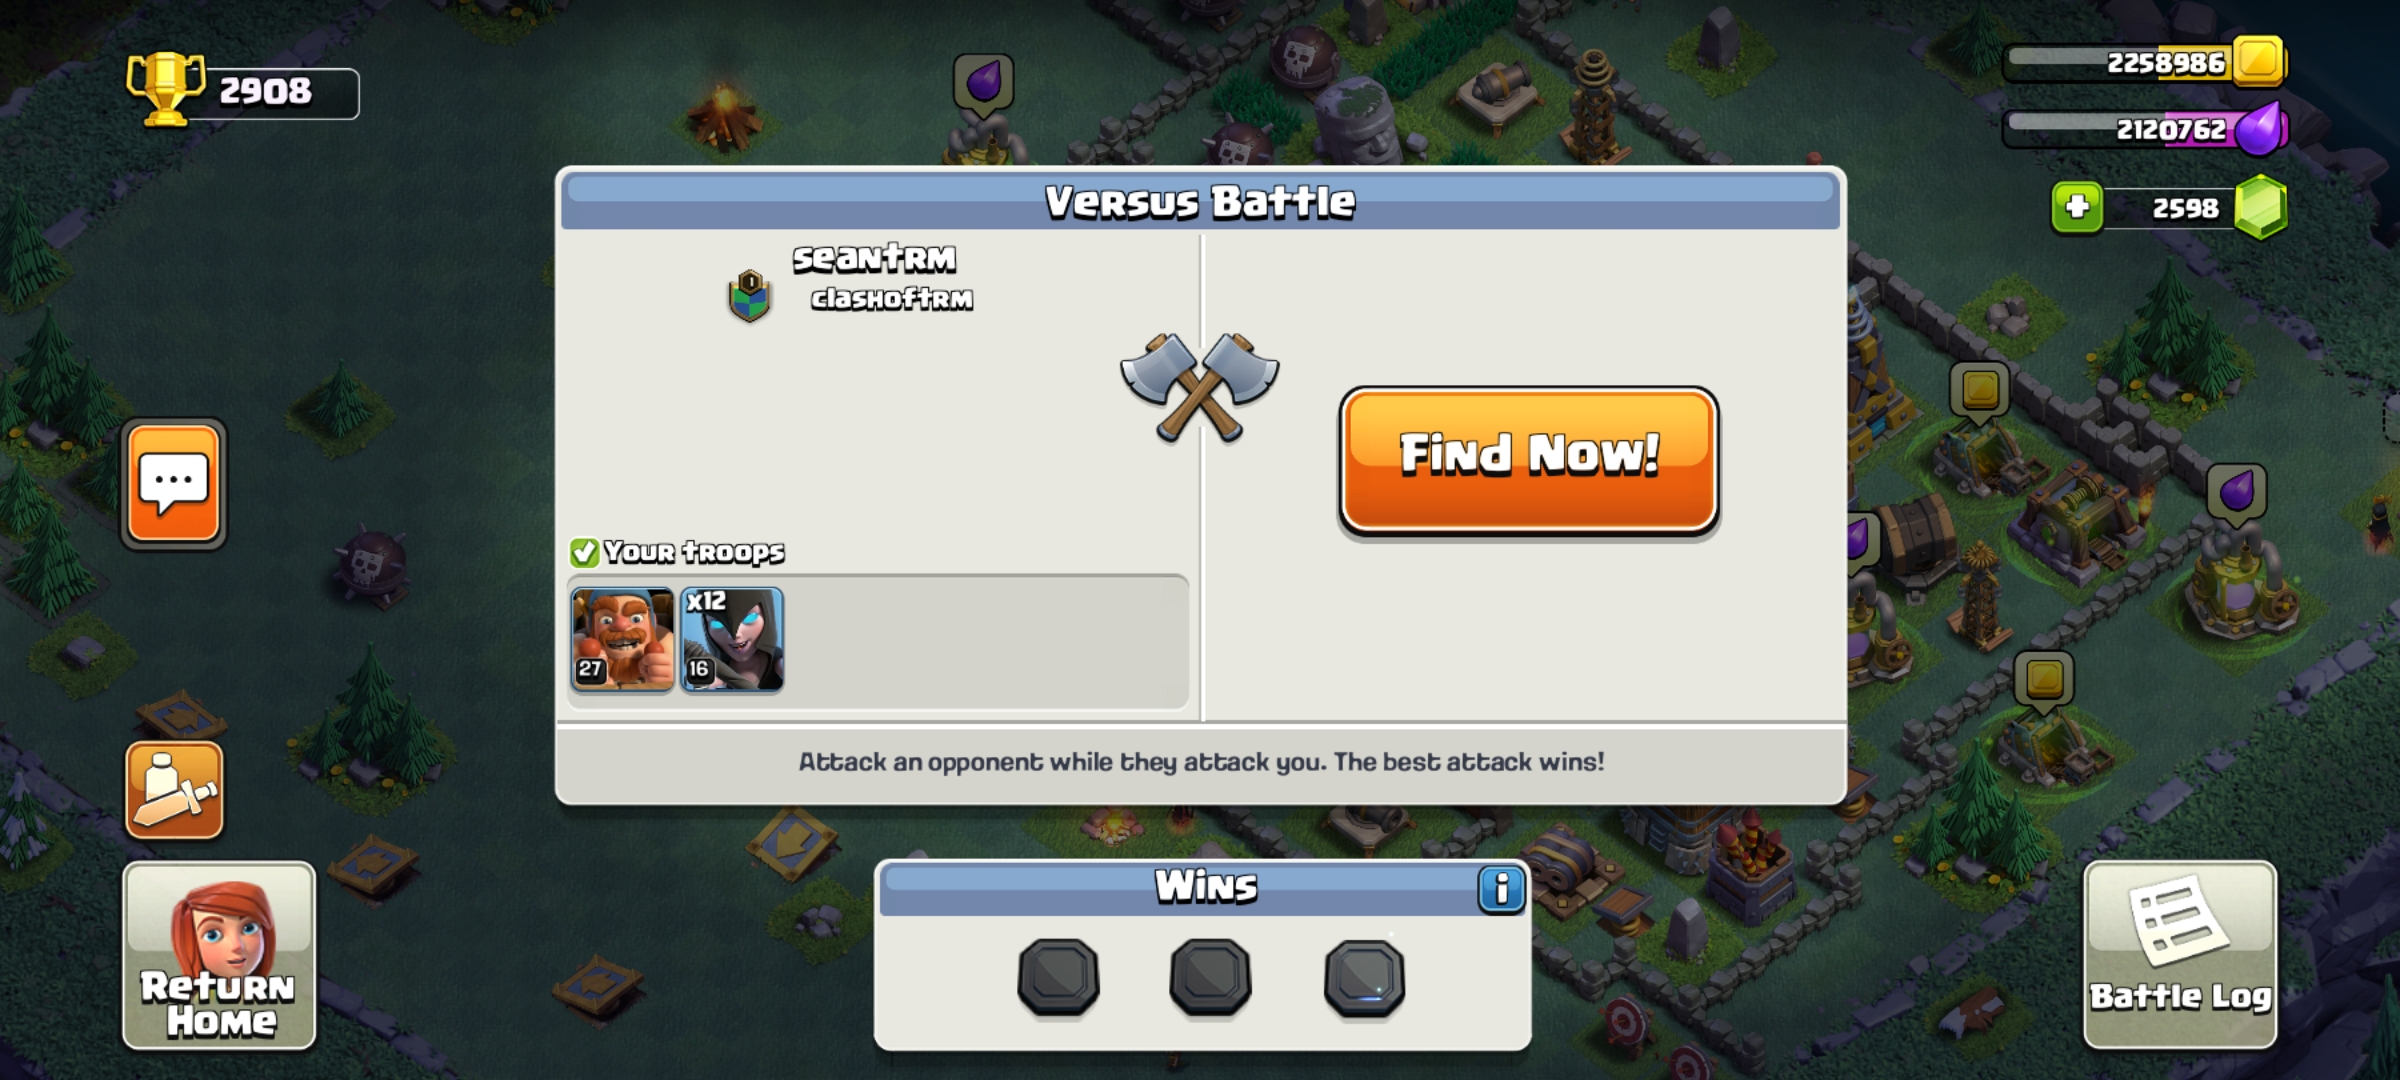 2908
2258986
2120762
2598
Versus Battle
seantrm
clashoftrm
Find Now!
Your troops
27
x12
16
Attack an opponent while they attack you. The best attack wins!
Wins
i
Return
Home
Battle Log